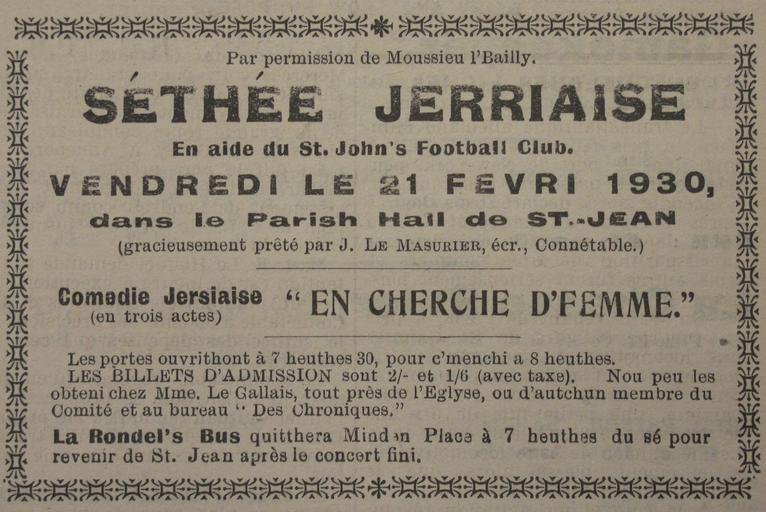 Par permission de Moussieu l'Bailly.
SÉTHÉE JERRIAISE
En aide du St. John's Football Club.
VENDREDI LE 21 FEVRI 1930,
dans le Parish Hall de ST.-JEAN
(gracieusement prêté par J. LE MASURIER, écr., Connétable.)
Comedie Jersiaise
(en trois actes)
“ EN CHERCHE D'FEMME.”
Les portes ouvrithont à 7 heuthes 30, pour c'menchi a 8 heuthes.
LES BILLETS D'ADMISSION sont 2/- et 1/6 (avec taxe). Nou peu les
obteni chez Mme. Le Gallais, tout près de l'Eglyse, ou d'autchun membre du
Comité et au bureau “ Des Chroniques.”
La Rondel's Bus quitthera Minden Place à 7 heuthes du sé pour
revenir de St. Jean après le concert fini.